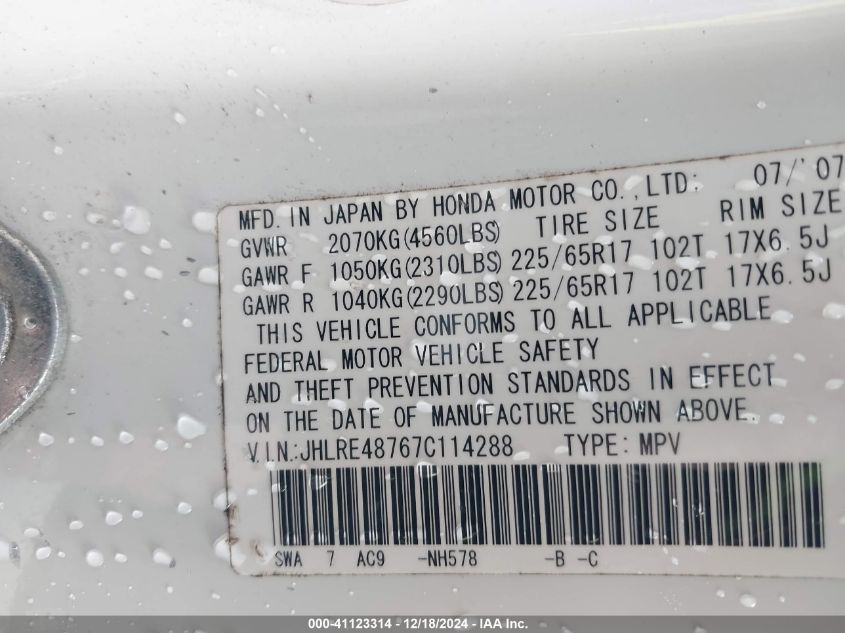 MFD. IN JAPAN BY HONDA MOTOR CO., LTD: 07/'07
GVWR 2070KG(4560LBS) TIRE SIZE RIM SIZE
GAWR F 1050KG(2310LBS) 225/65R17 102T 17X6.5J
GAWR R 1040KG(2290LBS) 225/65R17 102T 17X6.5J
THIS VEHICLE CONFORMS TO ALL APPLICABLE
FEDERAL MOTOR VEHICLE SAFETY
AND THEFT PREVENTION STANDARDS IN EFFECT
ON THE DATE OF MANUFACTURE SHOWN ABOVE.
V.I.N.:JHLRE48767C114288 TYPE: MPV
SWA 7 AC9 -NH578 -B -C
000-41123314 - 12/18/2024 - IAA Inc.